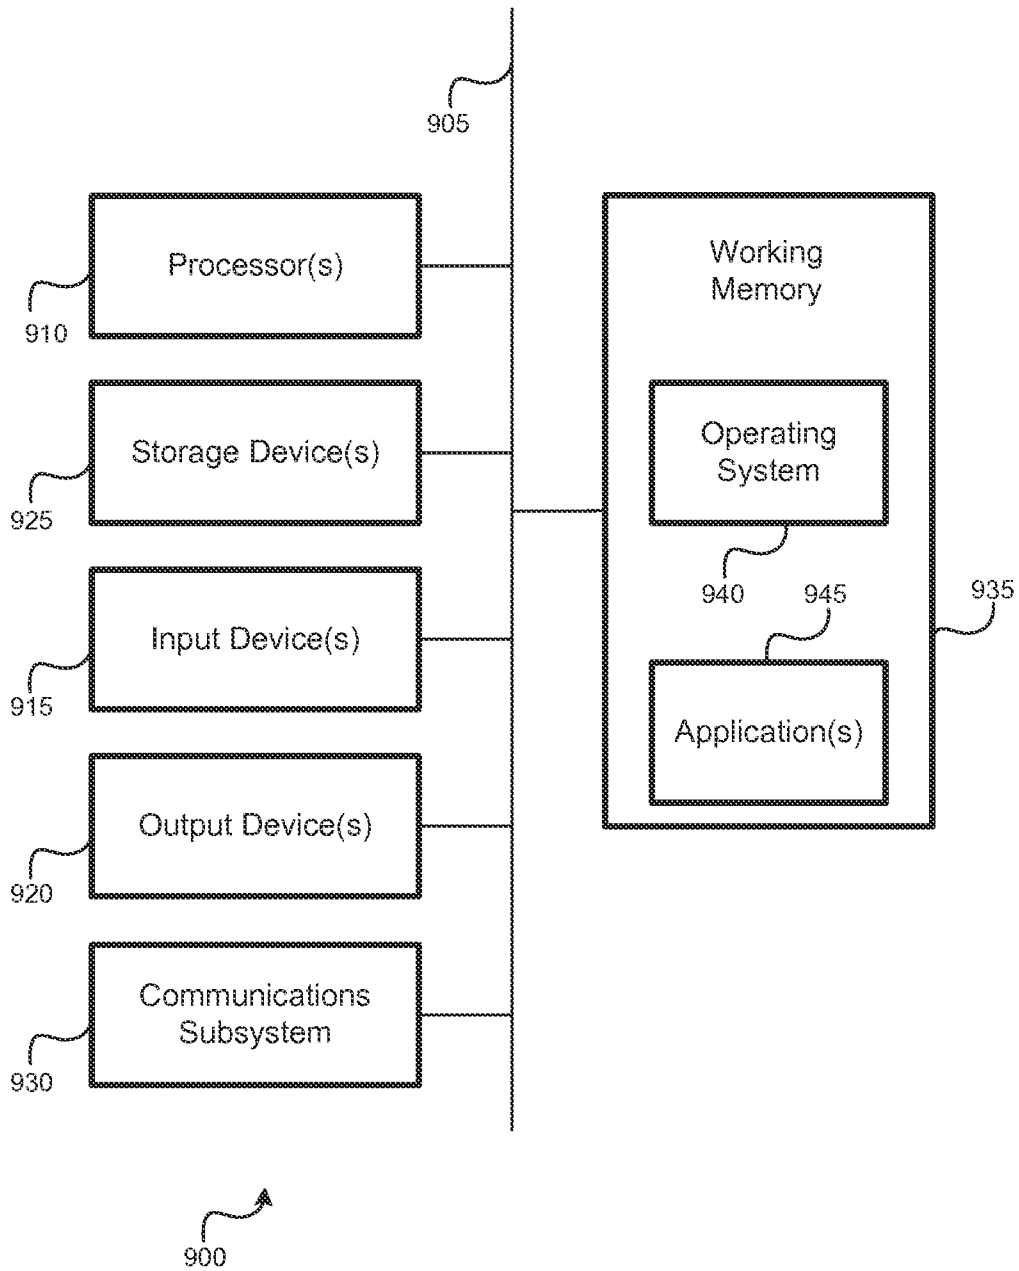 905
Processor(s)
910
Storage Device(s)
925
Input Device(s)
915
Output Device(s)
920
Communications
Subsystem
930
Working
Memory
Operating
System
940
945
935
Application(s)
900